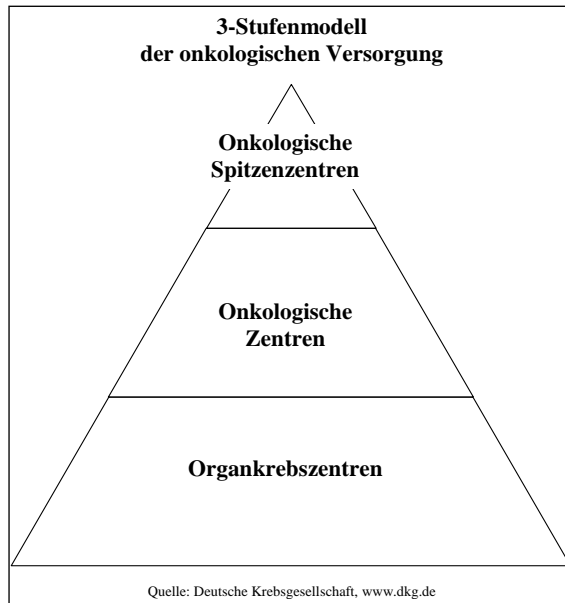 3-Stufenmodell
der onkologischen Versorgung
Onkologische
Spitzenzentren
Onkologische
Zentren
Organkrebszentren
Quelle: Deutsche Krebsgesellschaft, www.dkg.de